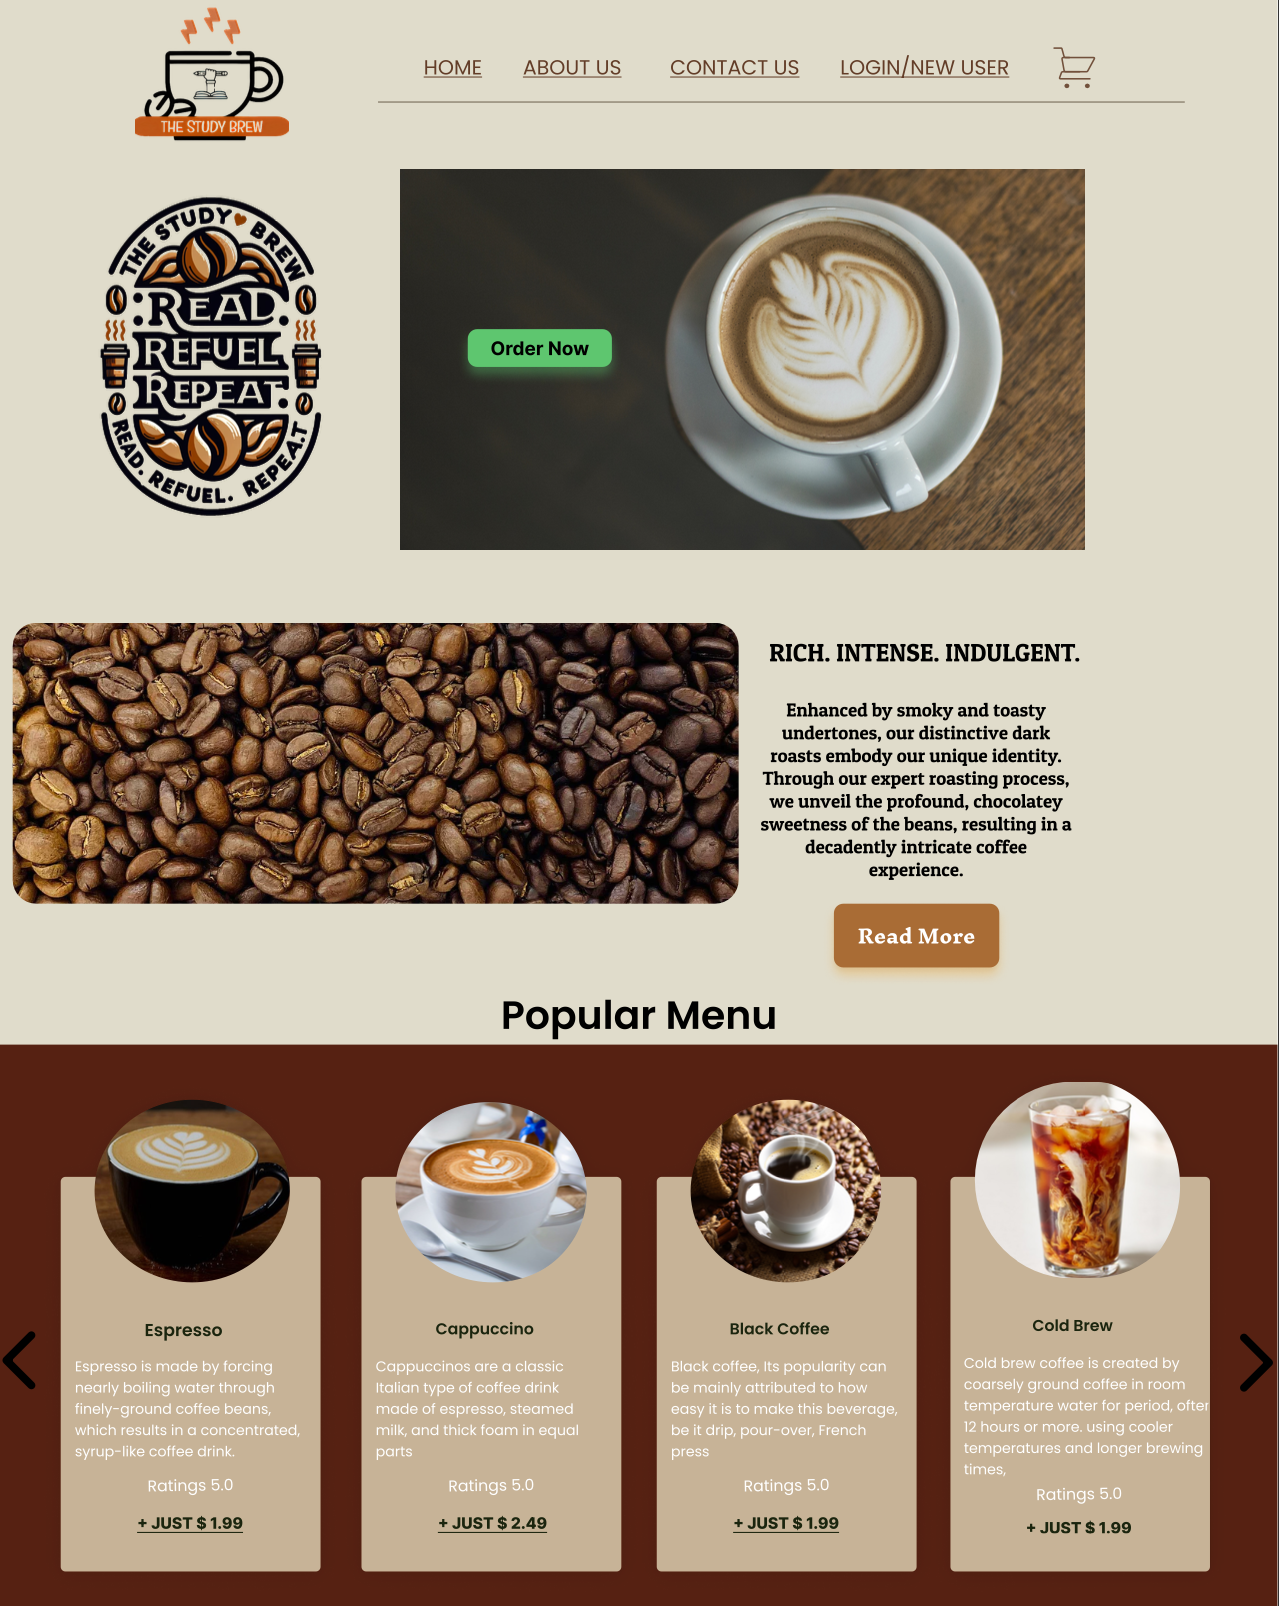 THE STUDY BREW
HOME
ABOUT US
CONTACT US
LOGIN/NEW USER
THE STUDY BREW
READ
REFUEL
REPEAT.
READ. REFUEL. REPEA.T
Order Now
RICH. INTENSE. INDULGENT.
Enhanced by smoky and toasty
undertones, our distinctive dark
roasts embody our unique identity.
Through our expert roasting process,
we unveil the profound, chocolatey
sweetness of the beans, resulting in a
decadently intricate coffee
experience.
Read More
Popular Menu
Espresso
Espresso is made by forcing
nearly boiling water through
finely-ground coffee beans,
which results in a concentrated,
syrup-like coffee drink.
Ratings 5.0
+ JUST $ 1.99
Cappuccino
Cappuccinos are a classic
Italian type of coffee drink
made of espresso, steamed
milk, and thick foam in equal
parts
Ratings 5.0
+ JUST $ 2.49
Black Coffee
Black coffee, Its popularity can
be mainly attributed to how
easy it is to make this beverage,
be it drip, pour-over, French
press
Ratings 5.0
+ JUST $ 1.99
Cold Brew
Cold brew coffee is created by
coarsely ground coffee in room
temperature water for period, often
12 hours or more. using cooler
temperatures and longer brewing
times,
Ratings 5.0
+ JUST $ 1.99